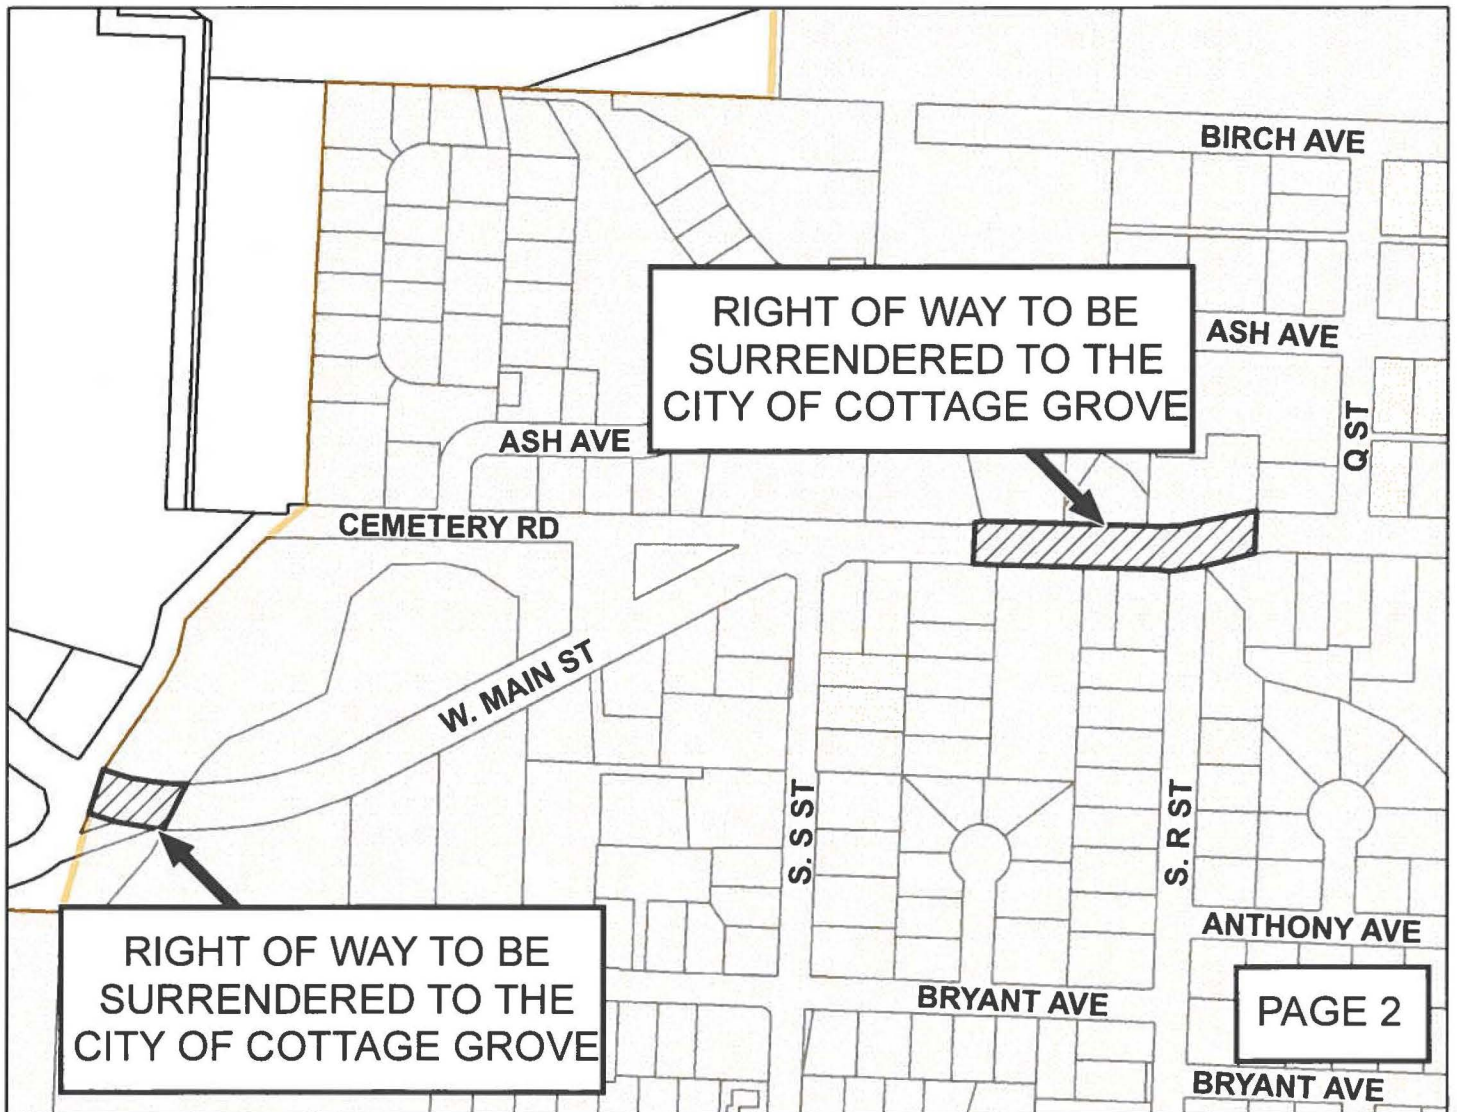 BIRCH AVE
RIGHT OF WAY TO BE
SURRENDERED TO THE
CITY OF COTTAGE GROVE
ASH AVE
Q ST
ASH AVE
CEMETERY RD
W. MAIN ST
S. S ST
S. R ST
RIGHT OF WAY TO BE
SURRENDERED TO THE
CITY OF COTTAGE GROVE
ANTHONY AVE
BRYANT AVE
PAGE 2
BRYANT AVE